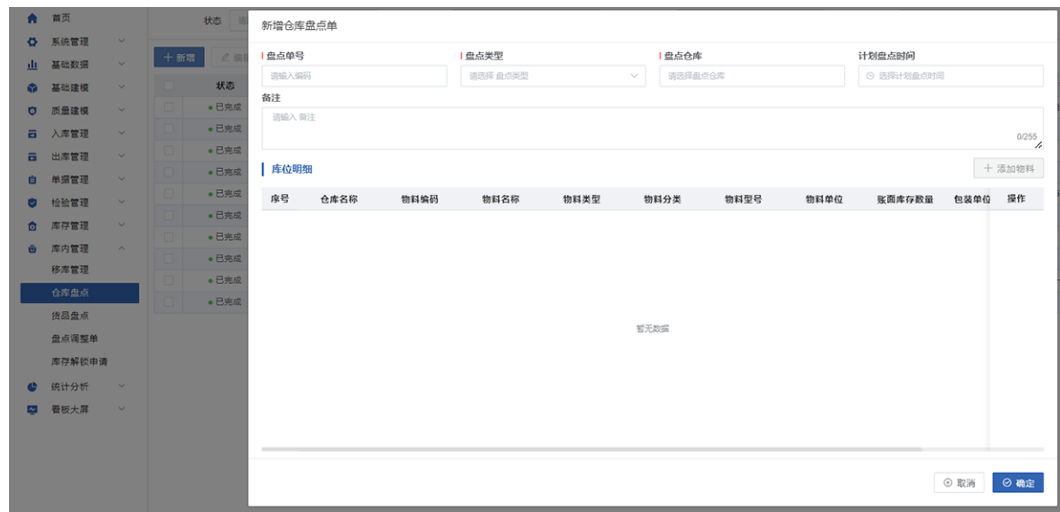 首页
系统管理
基础数据
基础建模
质量建模
入库管理
出库管理
单据管理
检验管理
库存管理
库内管理
移库管理
仓库盘点
货品盘点
盘点调整单
库存解锁申请
统计分析
看板大屏
状态 请
+ 新增 编辑
状态
已完成
已完成
已完成
已完成
已完成
已完成
已完成
已完成
已完成
已完成
新增仓库盘点单
盘点单号 盘点类型 盘点仓库 计划盘点时间
请输入编码 请选择 盘点类型 请选择盘点仓库 选择计划盘点时间
备注
请输入 备注
0/255
库位明细 + 添加物料
序号 仓库名称 物料编码 物料名称 物料类型 物料分类 物料型号 物料单位 账面库存数量 包装单位 操作
暂无数据
取消 确定